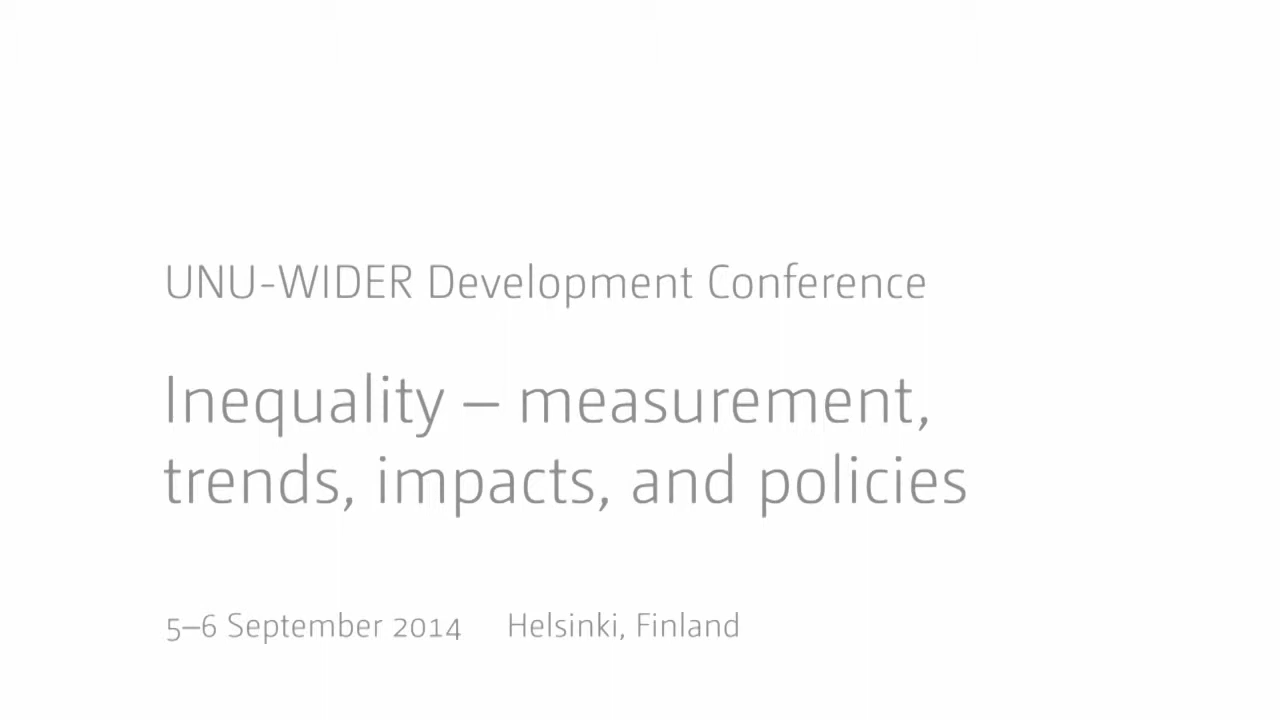 UNU-WIDER Development Conference
Inequality – measurement,
trends, impacts, and policies
5–6 September 2014 Helsinki, Finland